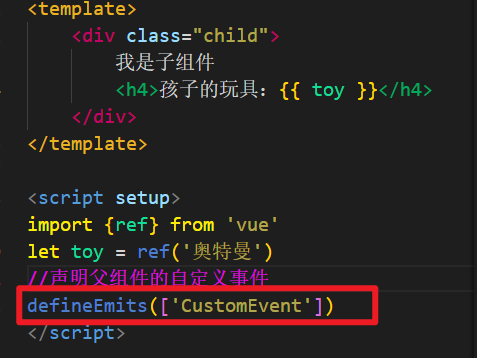 <template>
<div class="child">
我是子组件
<h4>孩子的玩具：{{ toy }}</h4>
</div>
</template>
<script setup>
import {ref} from 'vue'
let toy = ref('奥特曼')
//声明父组件的自定义事件
defineEmits(['CustomEvent'])
</script>